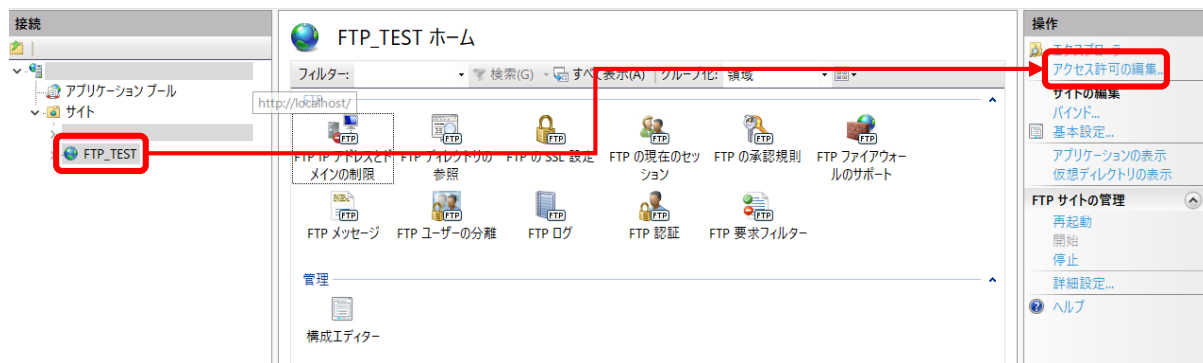 接続
アプリケーション プール
サイト
FTP_TEST
http://localhost/
FTP_TEST ホーム
フィルター:
検索(G)
すべて表示(A)
グループ化:
領域
FTP
FTP IP アドレスとド
メインの制限
FTP ディレクトリの
参照
FTP の SSL 設定
FTP の現在のセッ
ション
FTP の承認規則
FTP ファイアウォー
ルのサポート
FTP メッセージ
FTP ユーザーの分離
FTP ログ
FTP 認証
FTP 要求フィルター
管理
構成エディター
操作
エクスプローラー
アクセス許可の編集...
サイトの編集
バインド...
基本設定...
アプリケーションの表示
仮想ディレクトリの表示
FTP サイトの管理
再起動
開始
停止
詳細設定...
ヘルプ